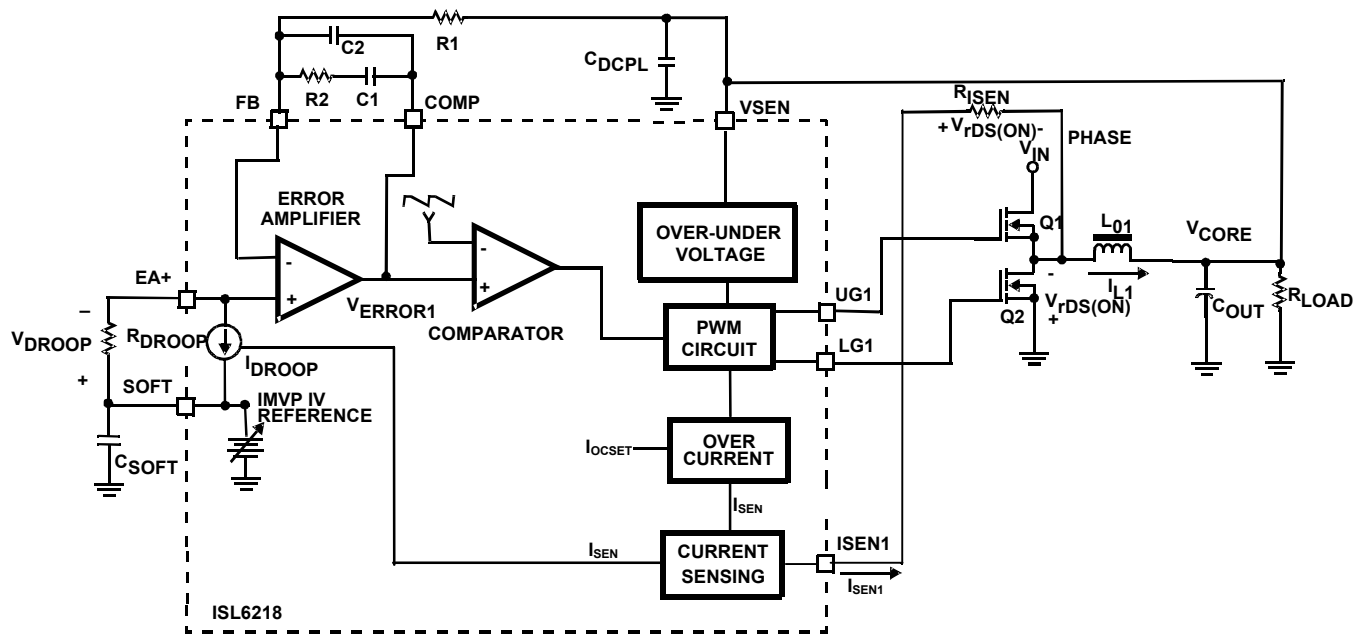 R1
C2
C_DCPL
R2 C1
FB COMP VSEN
R_ISEN
+ V_rDS(ON) -
PHASE
V_IN
ERROR
AMPLIFIER
OVER-UNDER
VOLTAGE
Q1
L_01
V_CORE
-
+
-
+
EA+
V_ERROR1
COMPARATOR
UG1
I_L1
-
V_rDS(ON)
+
Q2
C_OUT
R_LOAD
–
V_DROOP
+
R_DROOP
I_DROOP
PWM
CIRCUIT
LG1
SOFT
IMVP IV
REFERENCE
C_SOFT
I_OCSET
OVER
CURRENT
I_SEN
I_SEN
CURRENT
SENSING
ISEN1
I_SEN1
ISL6218